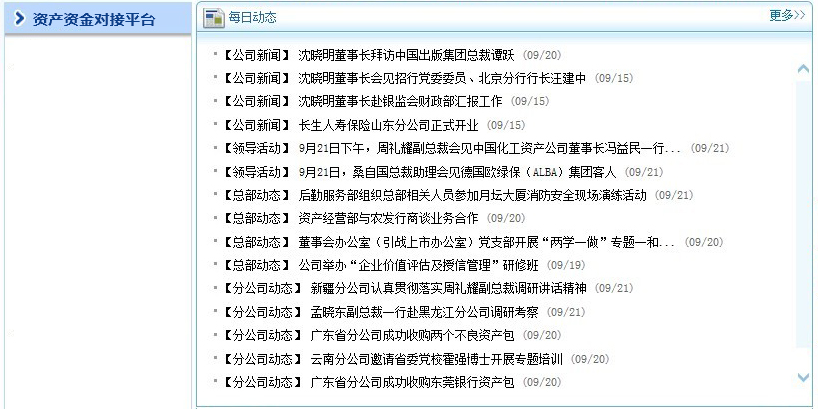 资产资金对接平台
每日动态
更多>>
【公司新闻】 沈晓明董事长拜访中国出版集团总裁谭跃 (09/20)
【公司新闻】 沈晓明董事长会见招行党委委员、北京分行行长汪建中 (09/15)
【公司新闻】 沈晓明董事长赴银监会财政部汇报工作 (09/15)
【公司新闻】 长生人寿保险山东分公司正式开业 (09/15)
【领导活动】 9月21日下午，周礼耀副总裁会见中国化工资产公司董事长冯益民一行... (09/21)
【领导活动】 9月21日，桑自国总裁助理会见德国欧绿保（ALBA）集团客人 (09/21)
【总部动态】 后勤服务部组织总部相关人员参加月坛大厦消防安全现场演练活动 (09/21)
【总部动态】 资产经营部与农发行商谈业务合作 (09/20)
【总部动态】 董事会办公室（引战上市办公室）党支部开展“两学一做”专题一和... (09/20)
【总部动态】 公司举办“企业价值评估及授信管理”研修班 (09/19)
【分公司动态】 新疆分公司认真贯彻落实周礼耀副总裁调研讲话精神 (09/21)
【分公司动态】 孟晓东副总裁一行赴黑龙江分公司调研考察 (09/21)
【分公司动态】 广东省分公司成功收购两个不良资产包 (09/20)
【分公司动态】 云南分公司邀请省委党校霍强博士开展专题培训 (09/20)
【分公司动态】 广东省分公司成功收购东莞银行资产包 (09/20)